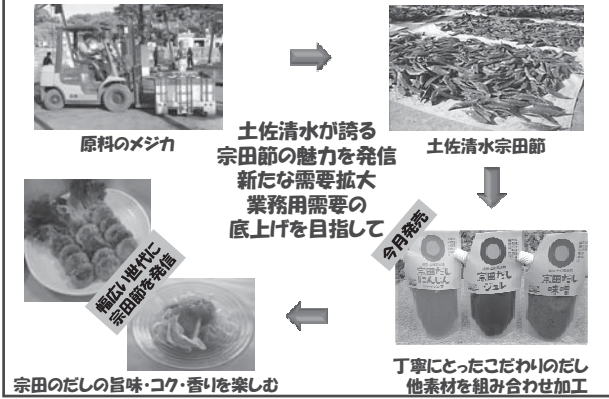 原料のメジカ
土佐清水が誇る
宗田節の魅力を発信
新たな需要拡大
業務用需要の
底上げを目指して
土佐清水宗田節
今月発売
宗田だし
にんじん
宗田だし
ジュレ
宗田だし
味噌
丁寧にとったこだわりのだし
他素材を組み合わせ加工
幅広い世代に
宗田節を発信
宗田のだしの旨味・コク・香りを楽しむ